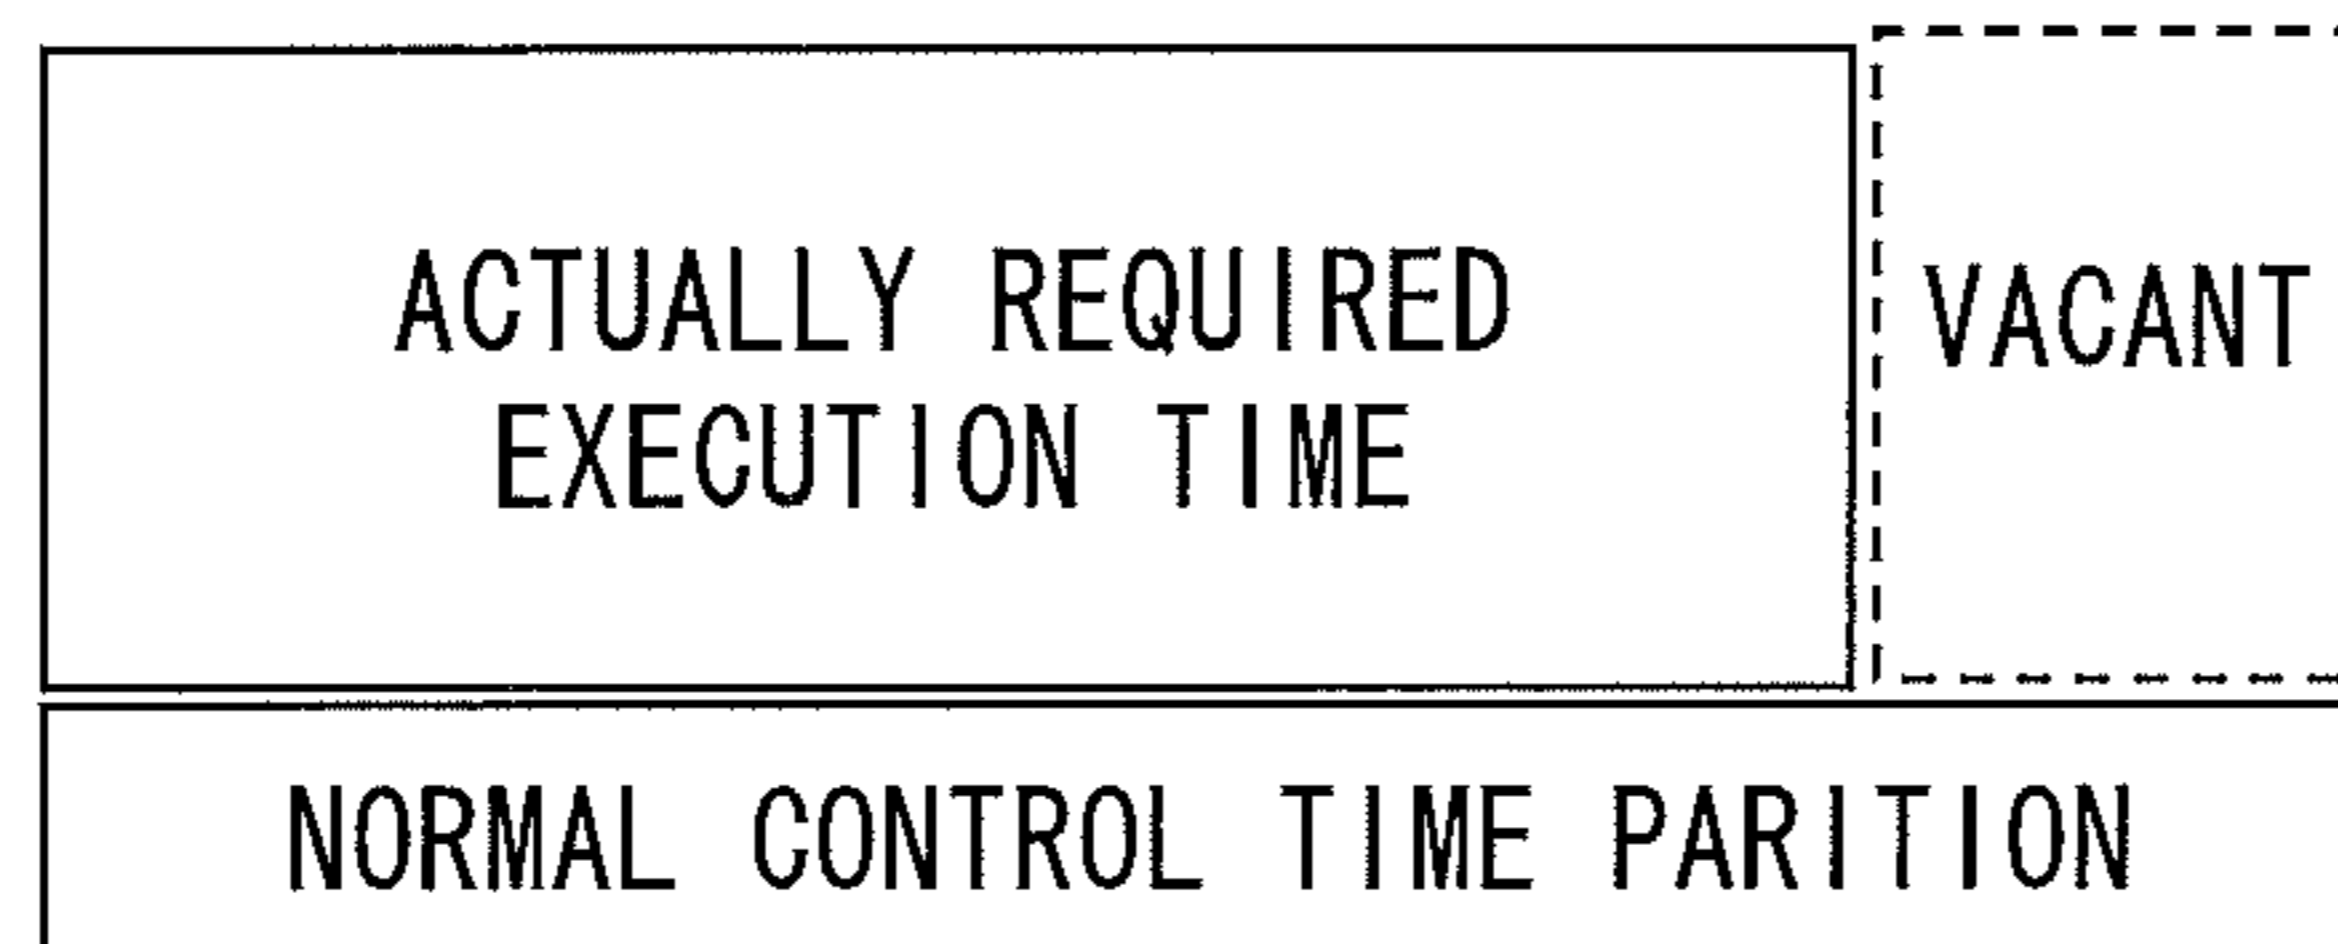 ACTUALLY REQUIRED
EXECUTION TIME
VACANT
NORMAL CONTROL TIME PARITION